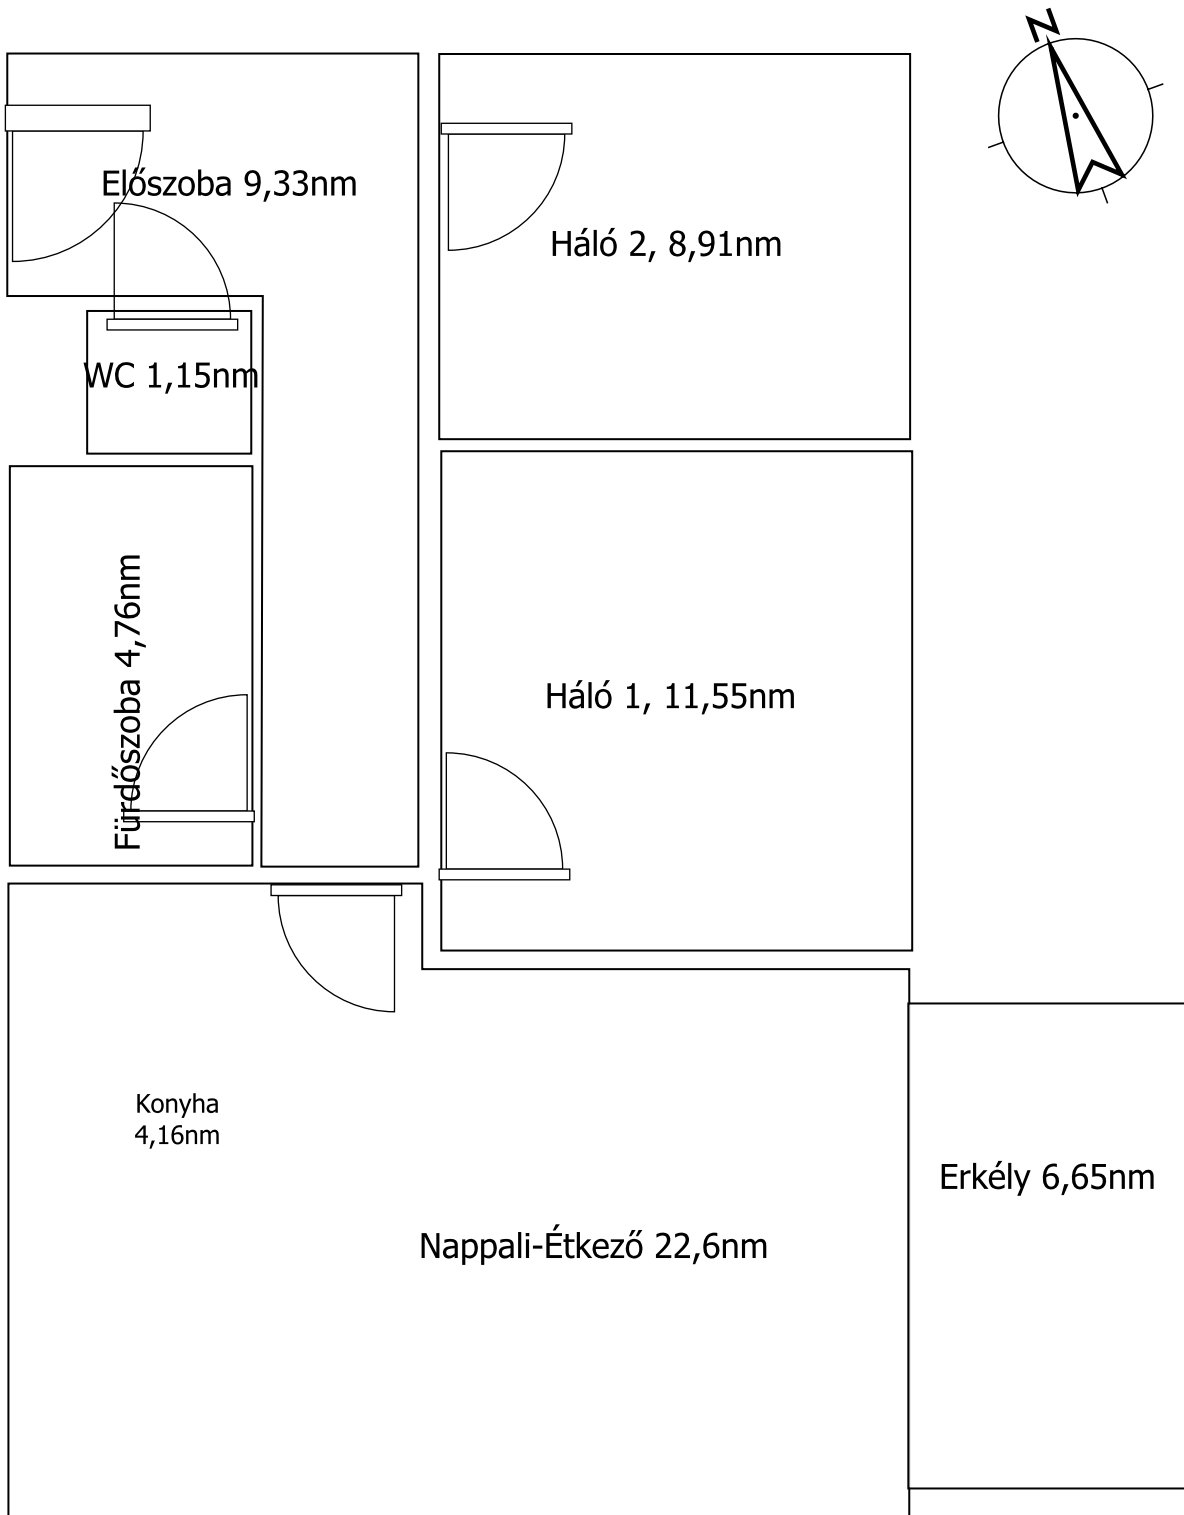 N
Előszoba 9,33nm
Háló 2, 8,91nm
WC 1,15nm
Fürdőszoba 4,76nm
Háló 1, 11,55nm
Konyha
4,16nm
Erkély 6,65nm
Nappali-Étkező 22,6nm